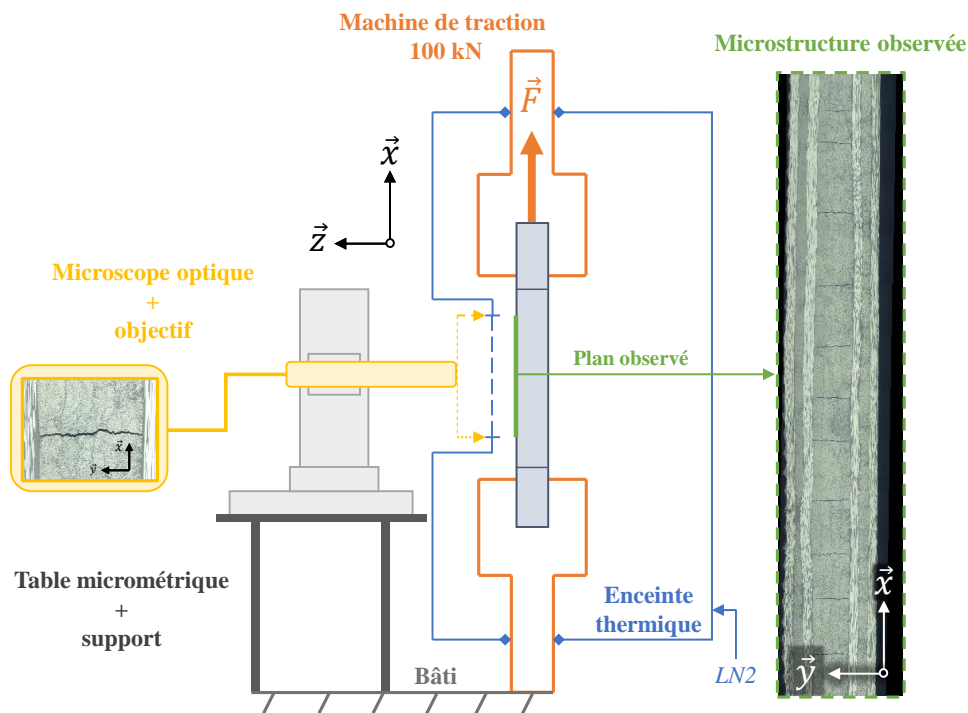 Machine de traction
100 kN
Microstructure observée
F
x
z
Microscope optique
+
objectif
Plan observé
x
y
Table micrométrique
+
support
Enceinte
thermique
LN2
Bâti
x
y